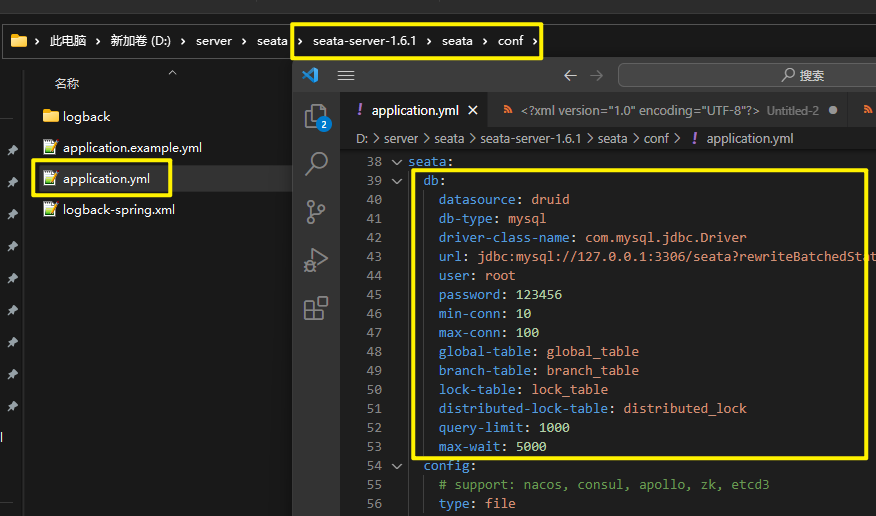 此电脑 新加卷 (D:) server seata seata-server-1.6.1 seata conf
名称
logback
application.example.yml
application.yml
logback-spring.xml
搜索
application.yml <?xml version="1.0" encoding="UTF-8"?> Untitled-2
D: > server > seata > seata-server-1.6.1 > seata > conf > ! application.yml
2
38 seata:
39 db:
40 datasource: druid
41 db-type: mysql
42 driver-class-name: com.mysql.jdbc.Driver
43 url: jdbc:mysql://127.0.0.1:3306/seata?rewriteBatchedStat
44 user: root
45 password: 123456
46 min-conn: 10
47 max-conn: 100
48 global-table: global_table
49 branch-table: branch_table
50 lock-table: lock_table
51 distributed-lock-table: distributed_lock
52 query-limit: 1000
53 max-wait: 5000
54 config:
55 # support: nacos, consul, apollo, zk, etcd3
56 type: file